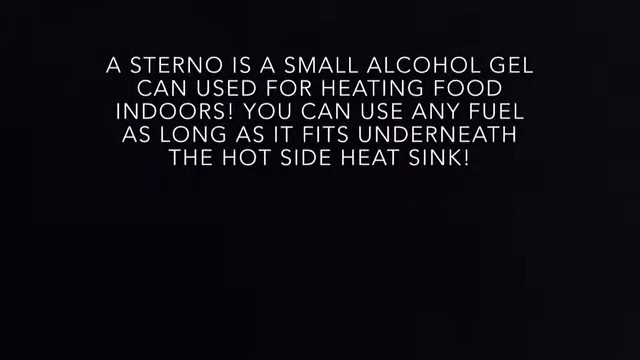 A STERNO IS A SMALL ALCOHOL GEL
CAN USED FOR HEATING FOOD
INDOORS! YOU CAN USE ANY FUEL
AS LONG AS IT FITS UNDERNEATH
THE HOT SIDE HEAT SINK!